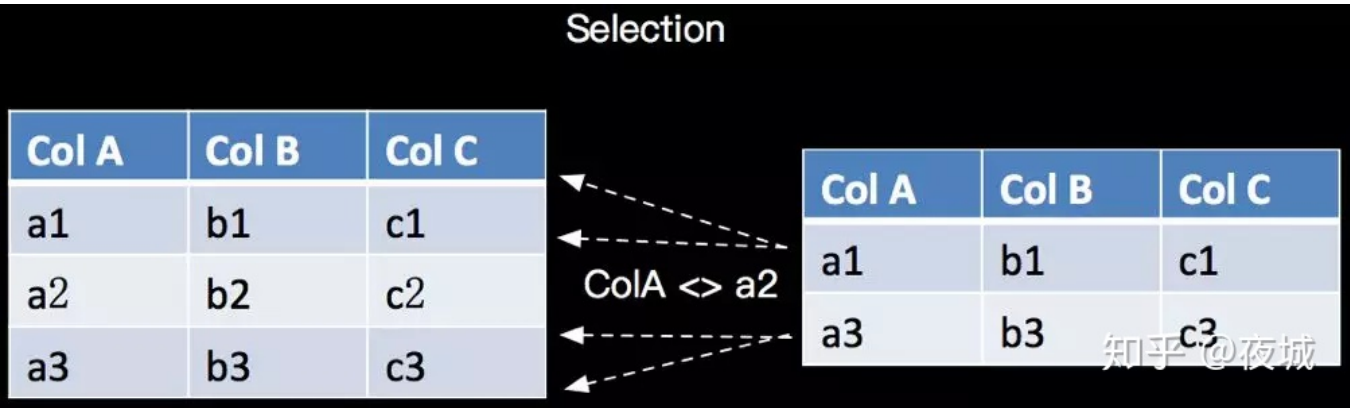 Selection
Col A Col B Col C
a1 b1 c1
a2 b2 c2
a3 b3 c3
ColA <> a2
Col A Col B Col C
a1 b1 c1
a3 b3 c3
知乎 @夜城